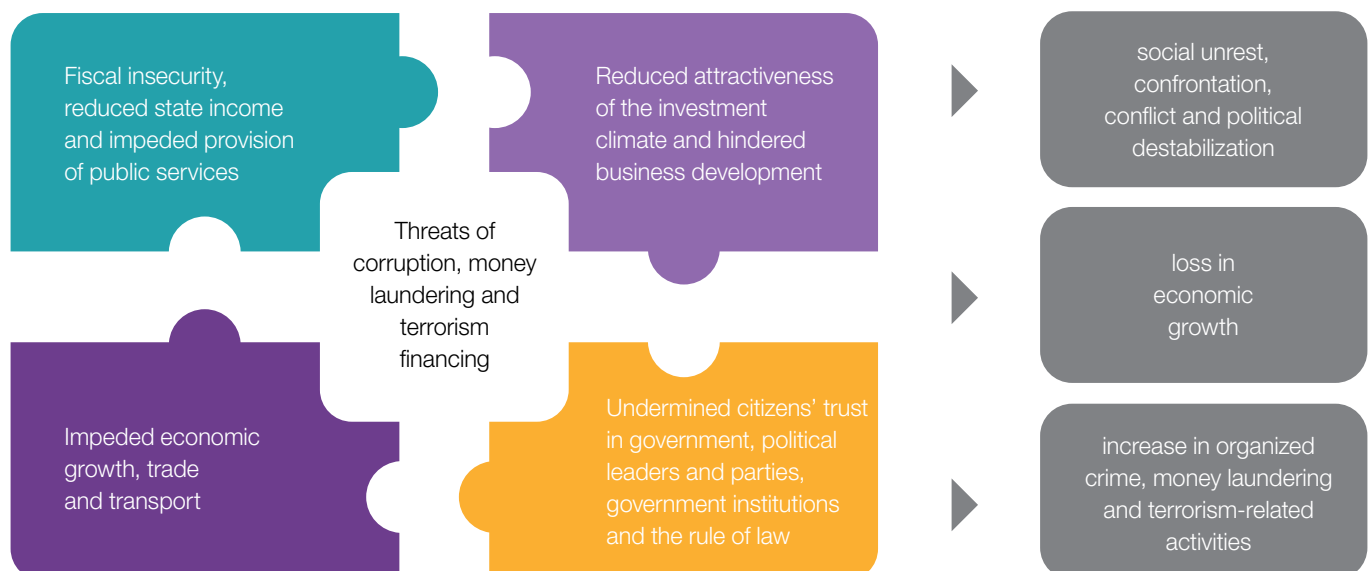 Fiscal insecurity,
reduced state income
and impeded provision
of public services
Reduced attractiveness
of the investment
climate and hindered
business development
Threats of
corruption, money
laundering and
terrorism
financing
Impeded economic
growth, trade
and transport
Undermined citizens’ trust
in government, political
leaders and parties,
government institutions
and the rule of law
social unrest,
confrontation,
conflict and political
destabilization
loss in
economic
growth
increase in organized
crime, money laundering
and terrorism-related
activities